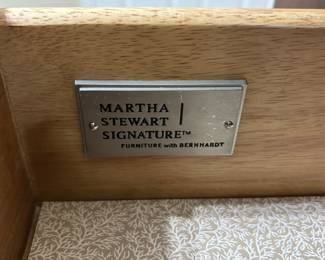 MARTHA
STEWART
SIGNATURE™
FURNITURE with BERNHARDT